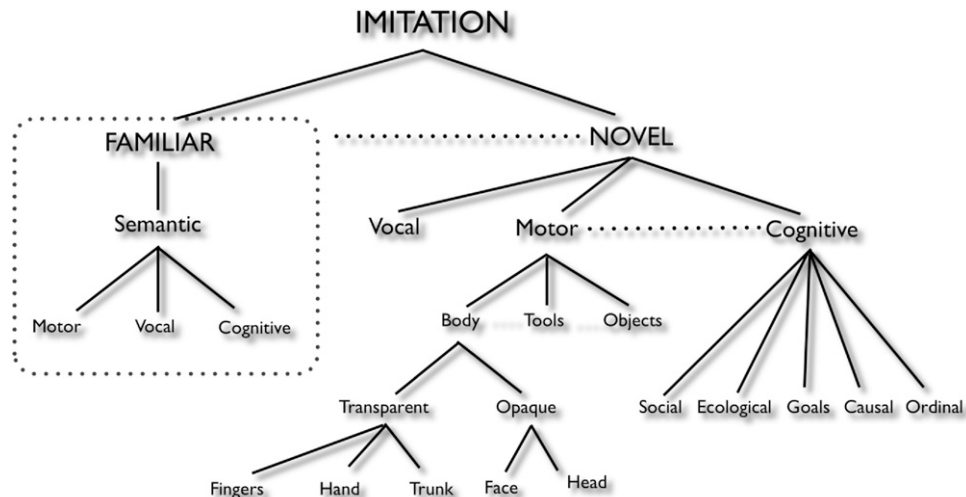 IMITATION
FAMILIAR
NOVEL
Semantic
Vocal
Motor
Cognitive
Motor
Vocal
Cognitive
Body
Tools
Objects
Transparent
Opaque
Social
Ecological
Goals
Causal
Ordinal
Fingers
Hand
Trunk
Face
Head